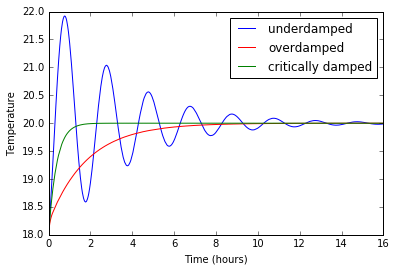 22.0
21.5
21.0
20.5
20.0
19.5
19.0
18.5
18.0
Temperature
underdamped
overdamped
critically damped
0 2 4 6 8 10 12 14 16
Time (hours)